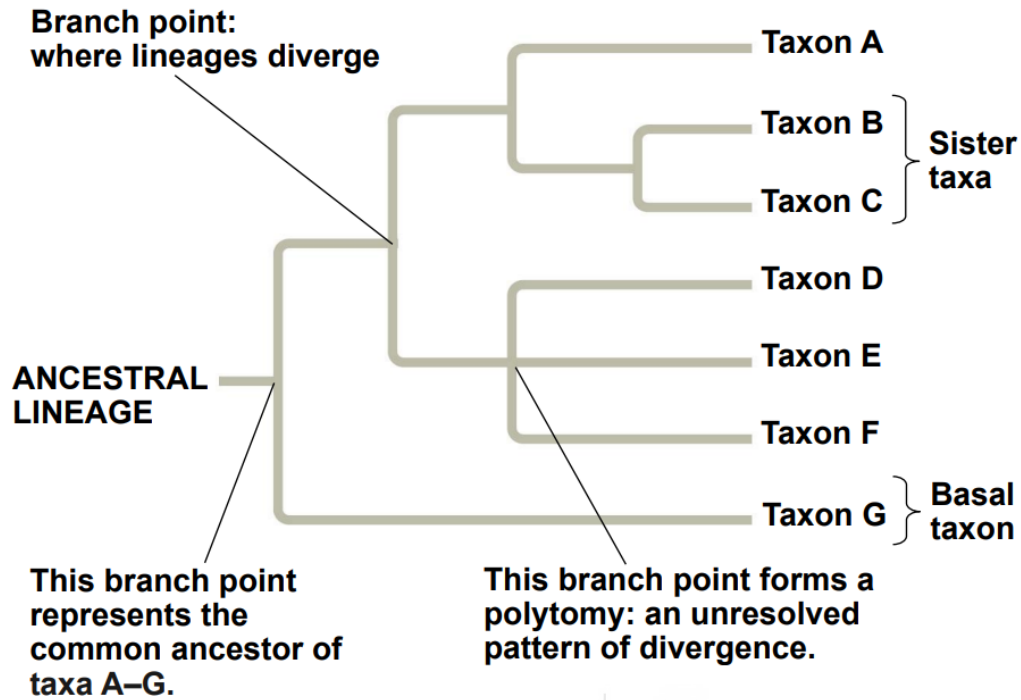 Branch point:
where lineages diverge
Taxon A
Taxon B
Sister
taxa
Taxon C
Taxon D
ANCESTRAL
LINEAGE
Taxon E
Taxon F
Taxon G
Basal
taxon
This branch point
represents the
common ancestor of
taxa A–G.
This branch point forms a
polytomy: an unresolved
pattern of divergence.